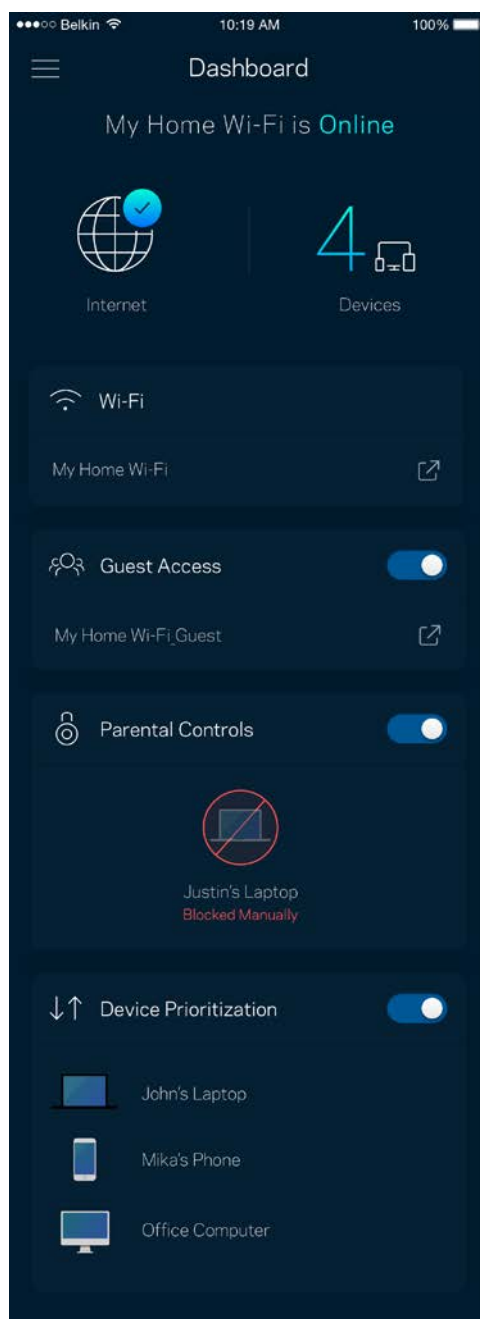 Belkin 10:19 AM 100%
Dashboard
My Home Wi-Fi is Online
4
Internet Devices
Wi-Fi
My Home Wi-Fi
Guest Access
My Home Wi-Fi_Guest
Parental Controls
Justin's Laptop
Blocked Manually
Device Prioritization
John's Laptop
Mika's Phone
Office Computer